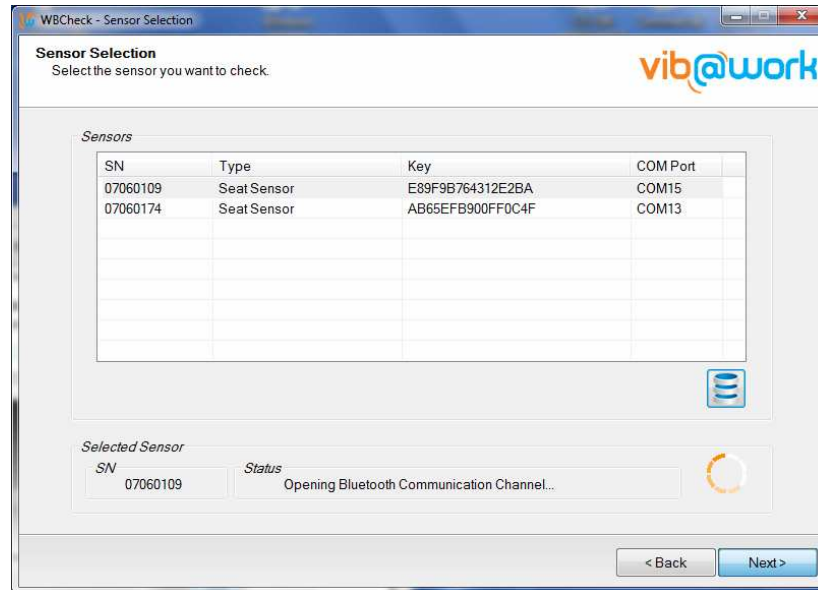 WBCheck - Sensor Selection
Sensor Selection
Select the sensor you want to check.
vib@work
Sensors
SN Type Key COM Port
07060109 Seat Sensor E89F9B764312E2BA COM15
07060174 Seat Sensor AB65EFB900FF0C4F COM13
Selected Sensor
SN Status
07060109 Opening Bluetooth Communication Channel...
< Back Next >